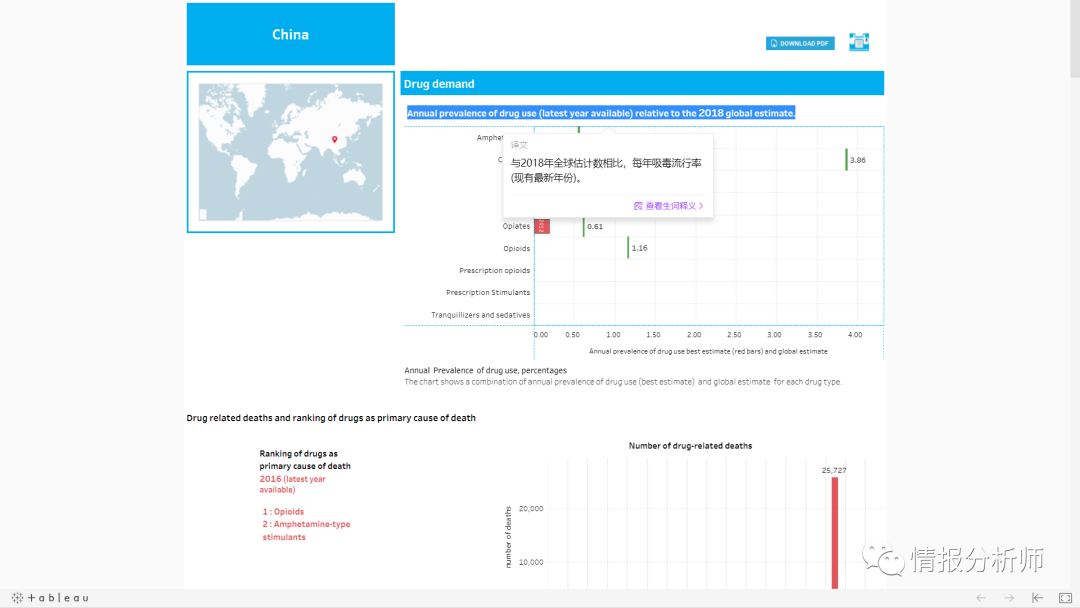 China
DOWNLOAD PDF
Drug demand
Annual prevalence of drug use (latest year available) relative to the 2018 global estimate.
Amphet
C
3.86
译文
与2018年全球估计数相比，每年吸毒流行率
(现有最新年份)。
查看生词释义
Opiates
0.61
Opioids
1.16
Prescription opioids
Prescription Stimulants
Tranquillizers and sedatives
0.00 0.50 1.00 1.50 2.00 2.50 3.00 3.50 4.00
Annual prevalence of drug use best estimate (red bars) and global estimate
Annual Prevalence of drug use, percentages
The chart shows a combination of annual prevalence of drug use (best estimate) and global estimate for each drug type.
Drug related deaths and ranking of drugs as primary cause of death
Ranking of drugs as
primary cause of death
2016 (latest year
available)
1 : Opioids
2 : Amphetamine-type
stimulants
Number of drug-related deaths
25,727
20,000
10,000
number of deaths
情报分析师
+ableau